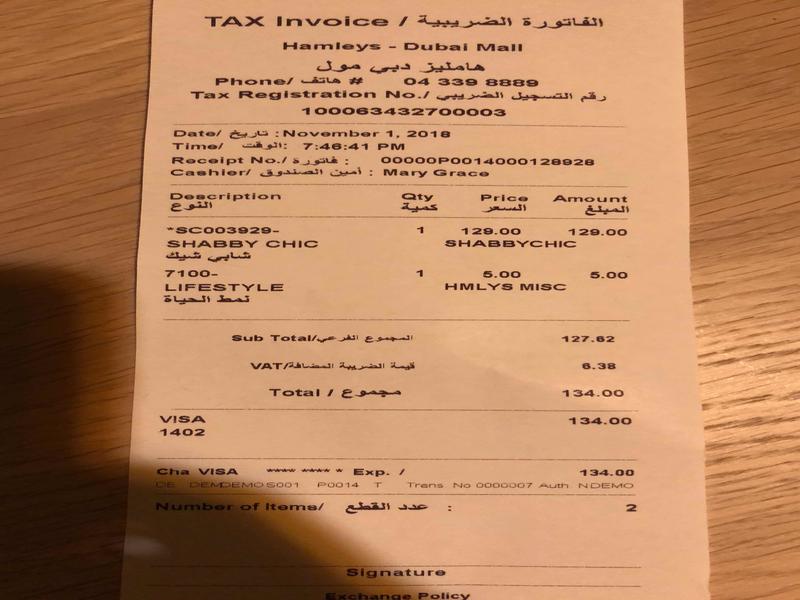 TAX Invoice / الفاتورة الضريبية
Hamleys - Dubai Mall
هامليز دبي مول
Phone/ هاتف # 04 339 8889
Tax Registration No./ رقم التسجيل الضريبي
100063432700003
Date/ تاريخ : November 1, 2018
Time/ الوقت: 7:46:41 PM
Receipt No./ فاتورة : 00000P0014000128928
Cashier/ أمين الصندوق : Mary Grace
Description Qty Price Amount
النوع كمية السعر المبلغ
*SC003929- 1 129.00 129.00
SHABBY CHIC SHABBYCHIC
شابي شيك
7100- 1 5.00 5.00
LIFESTYLE HMLYS MISC
نمط الحياة
Sub Total/المجموع الفرعي 127.62
VAT/قيمة الضريبة المضافة 6.38
Total / مجموع 134.00
VISA 134.00
1402
Cha VISA **** **** * Exp. / 134.00
DE DEMDEMOS001 P0014 T Trans No 0000007 Auth NDEMO
Number of Items/ عدد القطع : 2
Signature
Exchange Policy